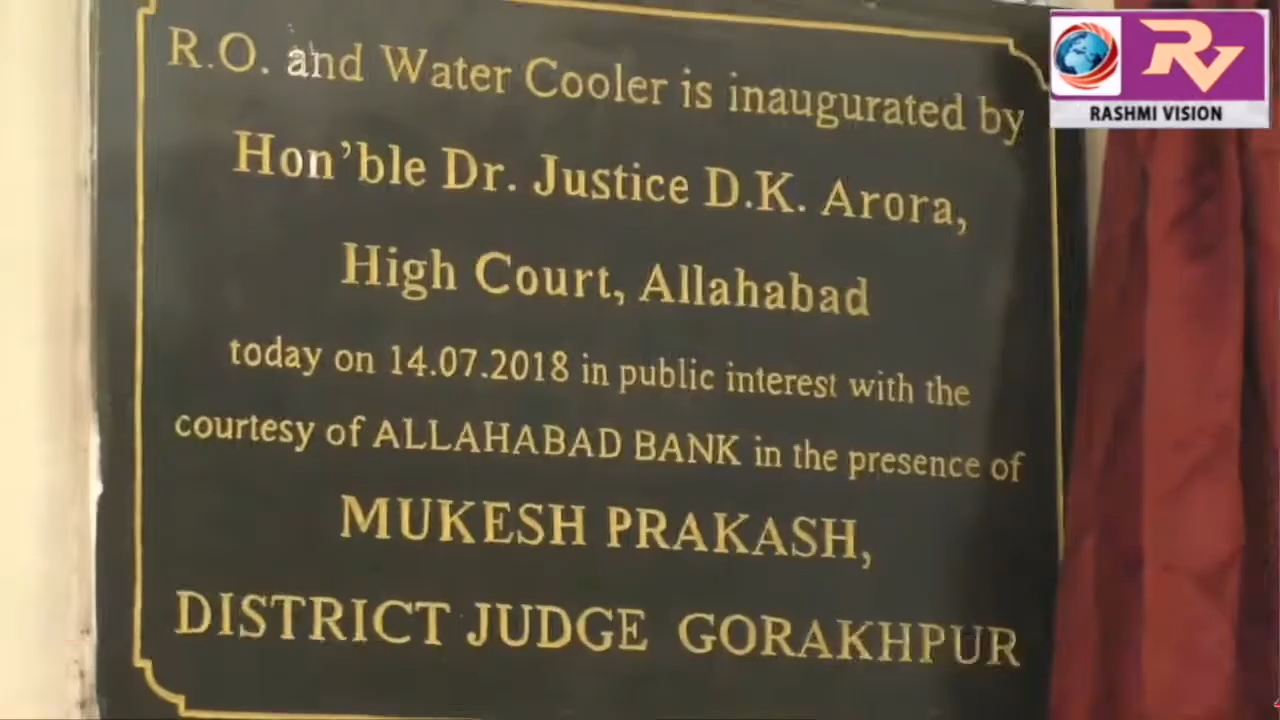 R.O. and Water Cooler is inaugurated by
Hon'ble Dr. Justice D.K. Arora,
High Court, Allahabad
today on 14.07.2018 in public interest with the
courtesy of ALLAHABAD BANK in the presence of
MUKESH PRAKASH,
DISTRICT JUDGE GORAKHPUR
RV
RASHMI VISION